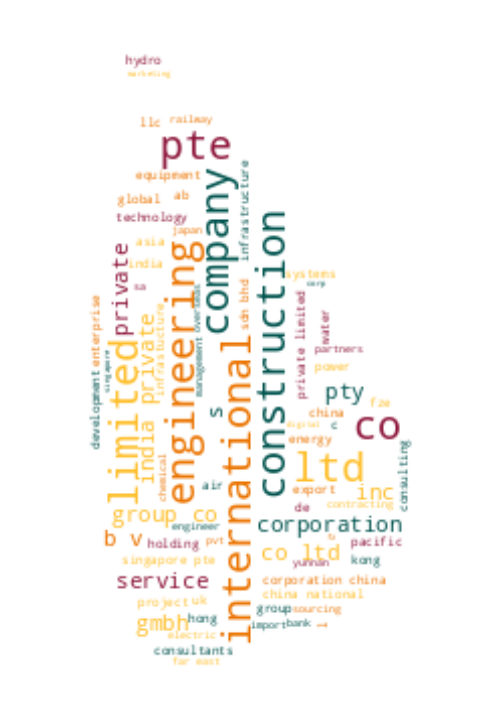 hydro
marketing
llc
railway
pte
equipment
global
ab
company
infrastructure
technology
japan
asia
private
engineering
construction
india
sa
systems
corp
sdn bhd
overseas
enterprise
private limited
water
infrastructure
private
limited
singapore
management
partners
power
development
india
s
pty
fze
china
c
digital
co
energy
international
chemical
ltd
consulting
air
export
inc
de
contracting
group co
engineer
corporation
b v
holding
pvt
co ltd
pacific
yunnan
kong
singapore pte
service
corporation china
china national
project
uk
group
sourcing
gmbh
hong
import
bank
electric
consultants
far east